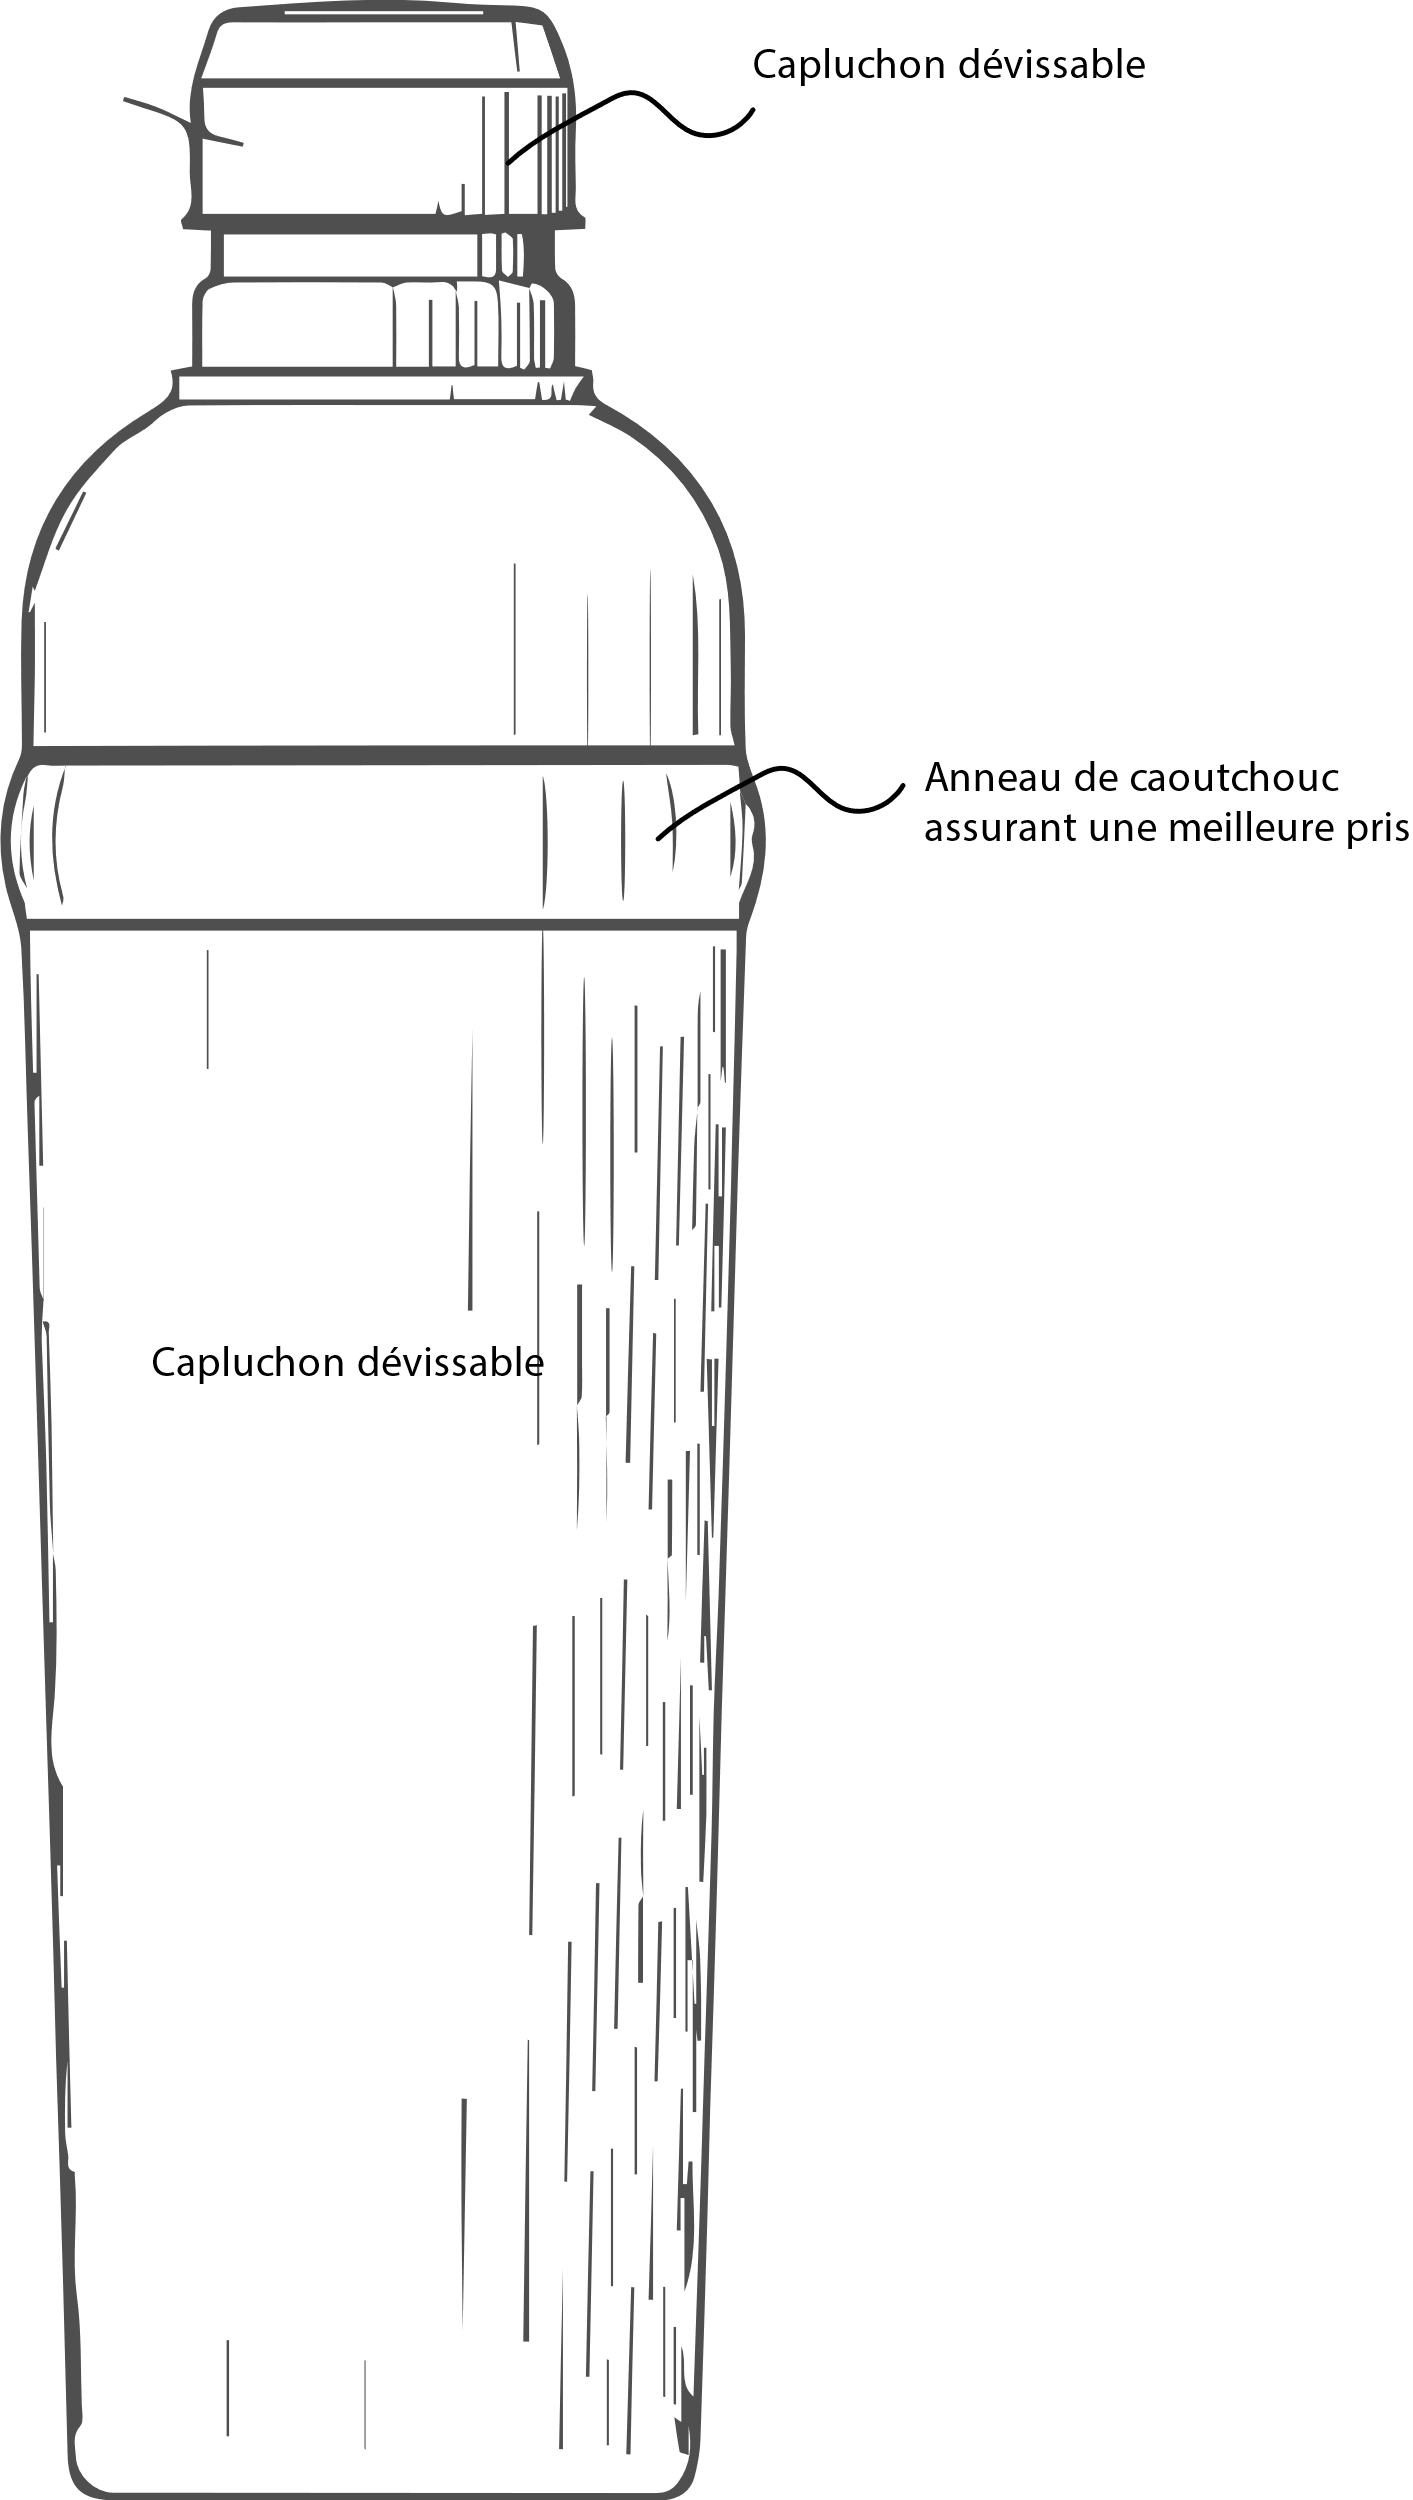 Capluchon dévissable
Anneau de caoutchouc
assurant une meilleure pris
Capluchon dévissable